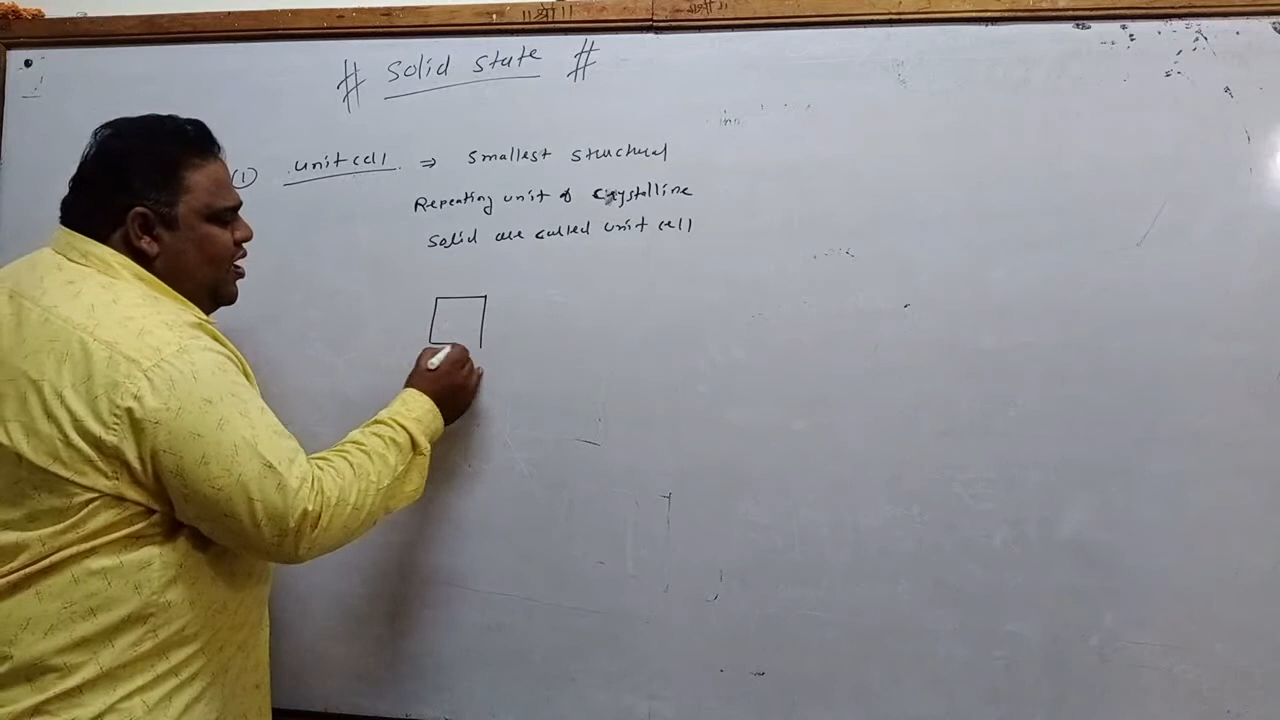 ॥श्री॥ श्री॥
# Solid State #
(1) unit cell ⇒ Smallest structural
Repeating unit of Crystalline
Solid are called unit cell